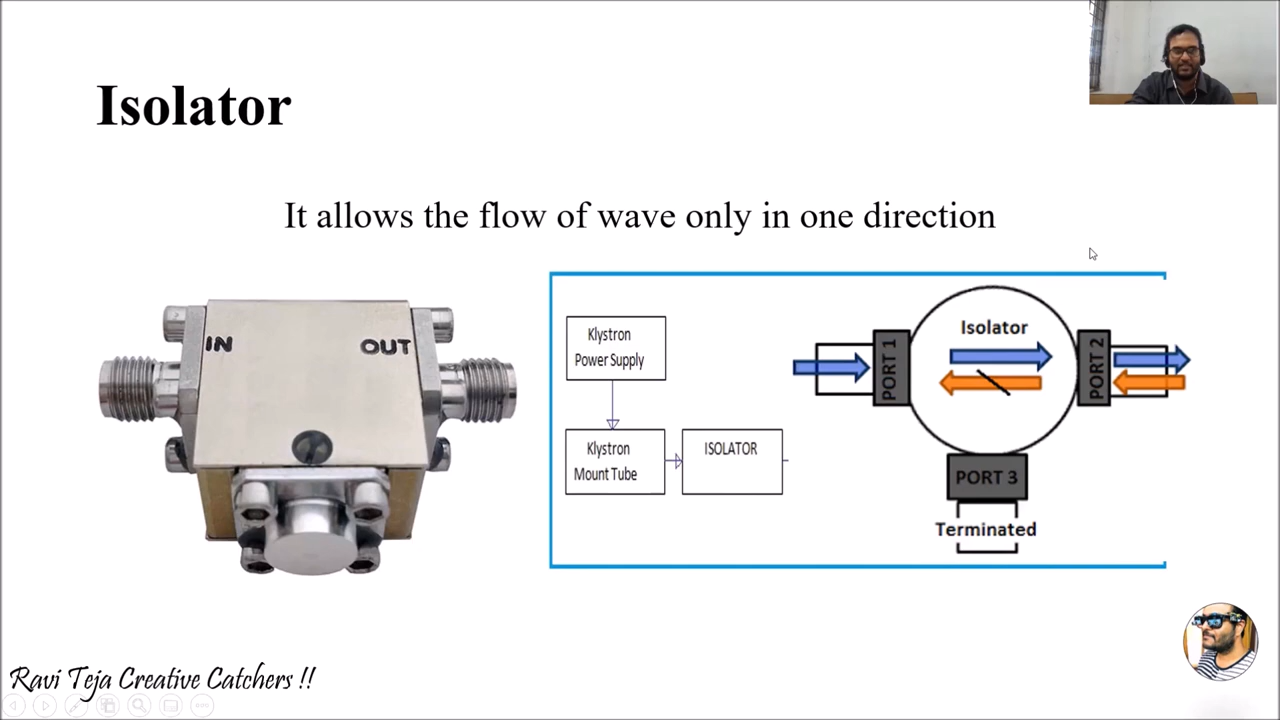 Isolator
It allows the flow of wave only in one direction
IN
OUT
Klystron
Power Supply
Klystron
Mount Tube
ISOLATOR
Isolator
PORT 1
PORT 2
PORT 3
Terminated
Ravi Teja Creative Catchers !!